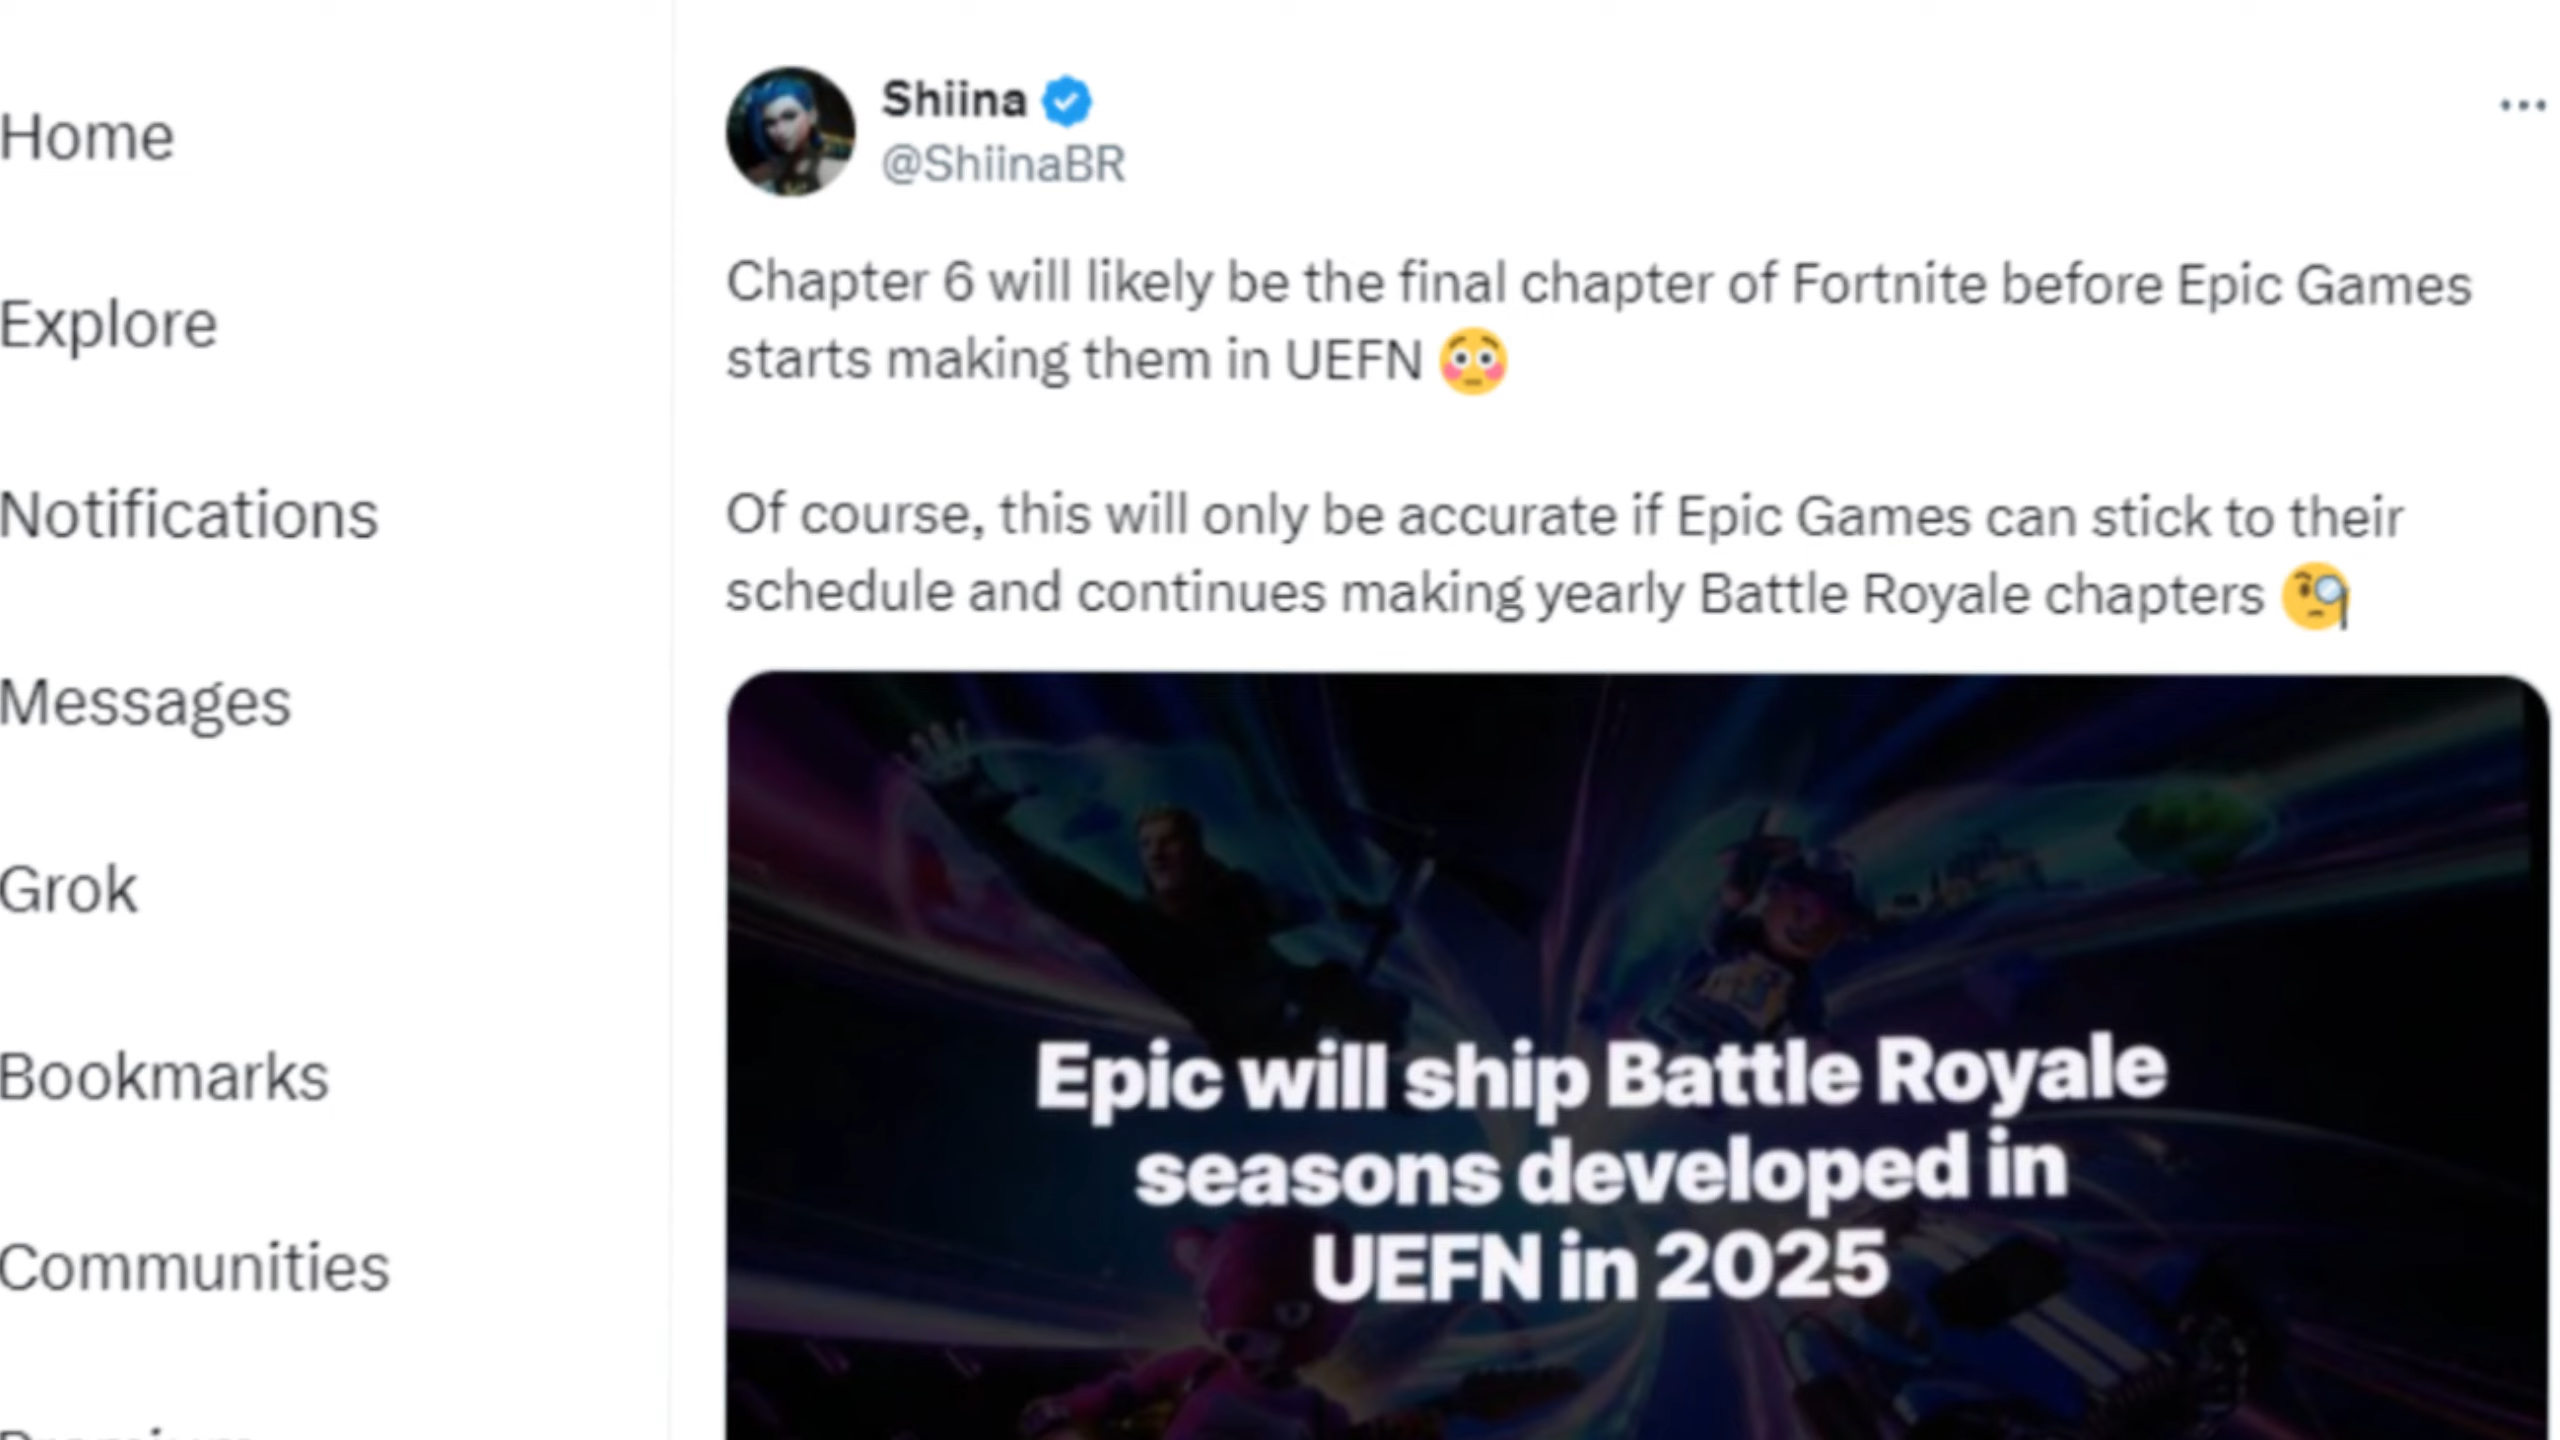 Home
Explore
Notifications
Messages
Grok
Bookmarks
Communities
Premium
Shiina
@ShiinaBR
Chapter 6 will likely be the final chapter of Fortnite before Epic Games
starts making them in UEFN 😳
Of course, this will only be accurate if Epic Games can stick to their
schedule and continues making yearly Battle Royale chapters 🧐
Epic will ship Battle Royale
seasons developed in
UEFN in 2025